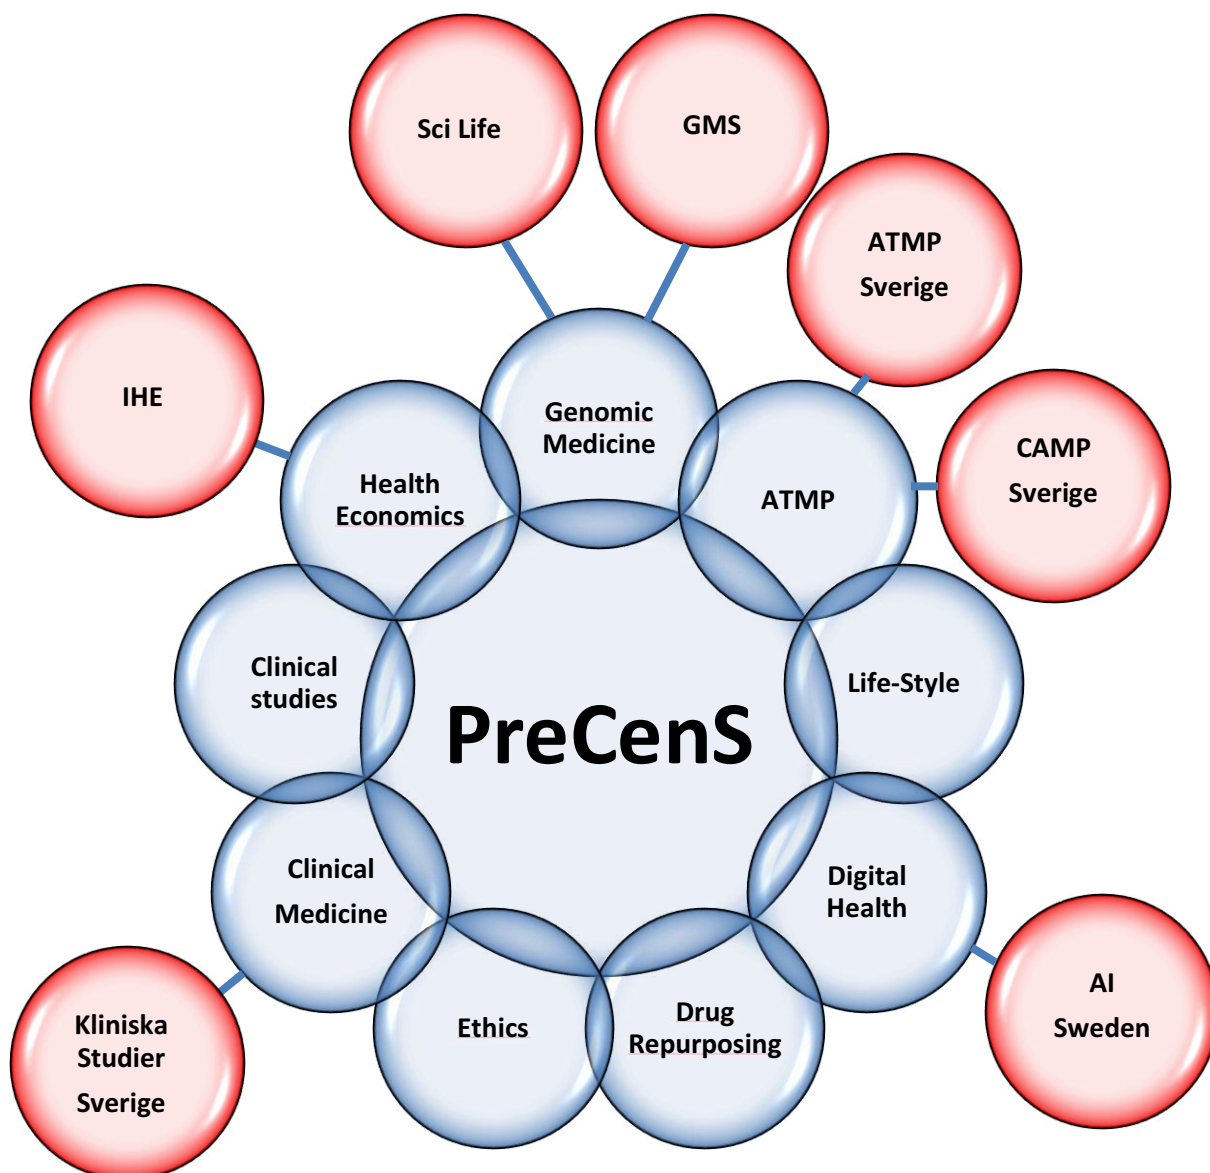 Sci Life
GMS
ATMP
Sverige
IHE
CAMP
Sverige
Genomic
Medicine
Health
Economics
ATMP
Clinical
studies
Life-Style
PreCenS
Clinical
Medicine
Digital
Health
Kliniska
Studier
Sverige
Ethics
Drug
Repurposing
AI
Sweden